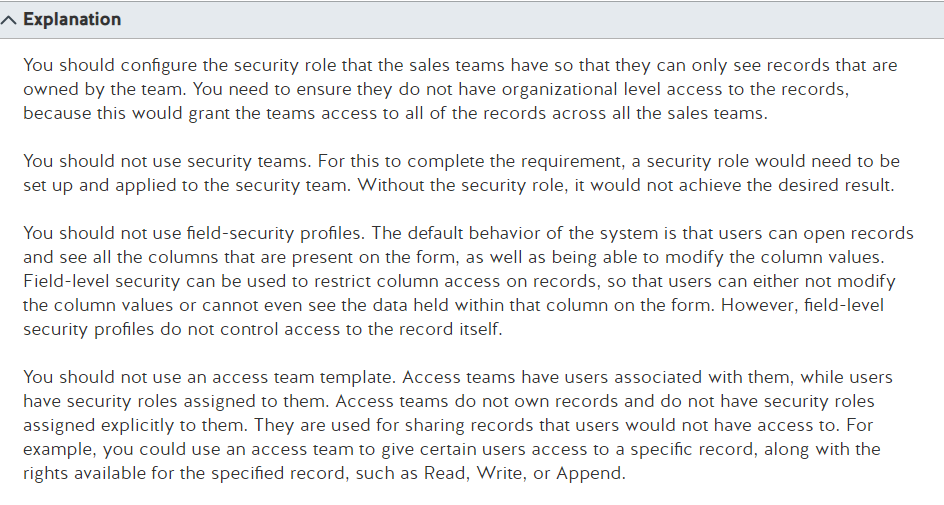 Explanation
You should configure the security role that the sales teams have so that they can only see records that are
owned by the team. You need to ensure they do not have organizational level access to the records,
because this would grant the teams access to all of the records across all the sales teams.
You should not use security teams. For this to complete the requirement, a security role would need to be
set up and applied to the security team. Without the security role, it would not achieve the desired result.
You should not use field-security profiles. The default behavior of the system is that users can open records
and see all the columns that are present on the form, as well as being able to modify the column values.
Field-level security can be used to restrict column access on records, so that users can either not modify
the column values or cannot even see the data held within that column on the form. However, field-level
security profiles do not control access to the record itself.
You should not use an access team template. Access teams have users associated with them, while users
have security roles assigned to them. Access teams do not own records and do not have security roles
assigned explicitly to them. They are used for sharing records that users would not have access to. For
example, you could use an access team to give certain users access to a specific record, along with the
rights available for the specified record, such as Read, Write, or Append.